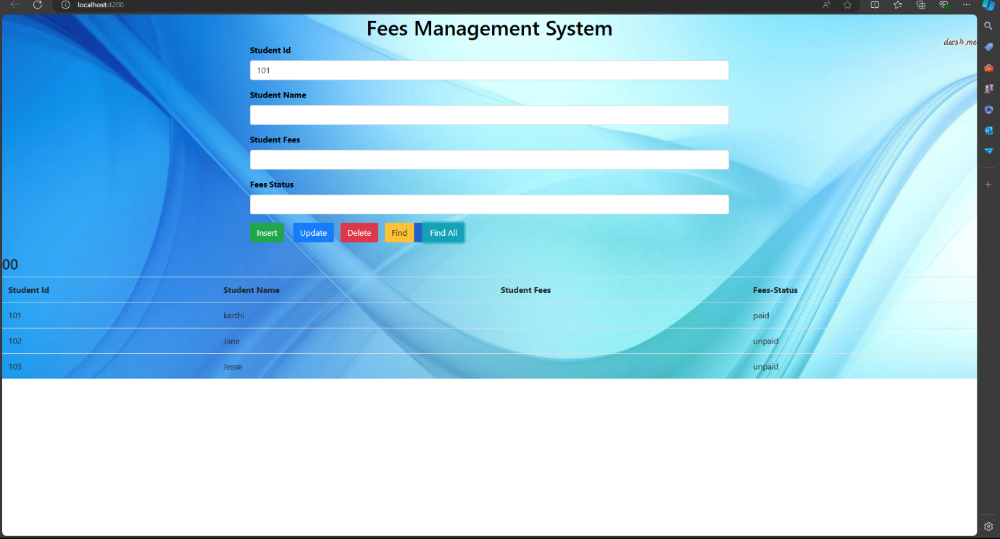 localhost:4200
Fees Management System
dws4.me
Student Id
101
Student Name
Student Fees
Fees Status
Insert Update Delete Find Find All
00
Student Id Student Name Student Fees Fees-Status
101 karthi paid
102 Jane unpaid
103 Jesse unpaid